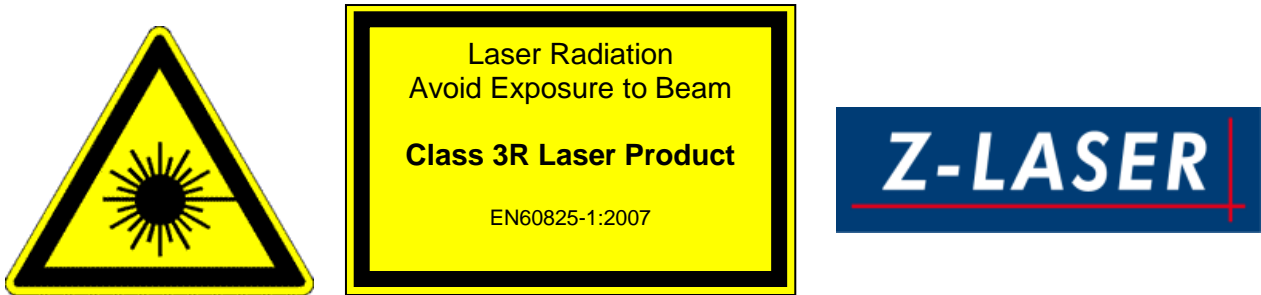 Laser Radiation
Avoid Exposure to Beam
Class 3R Laser Product
EN60825-1:2007
Z-LASER